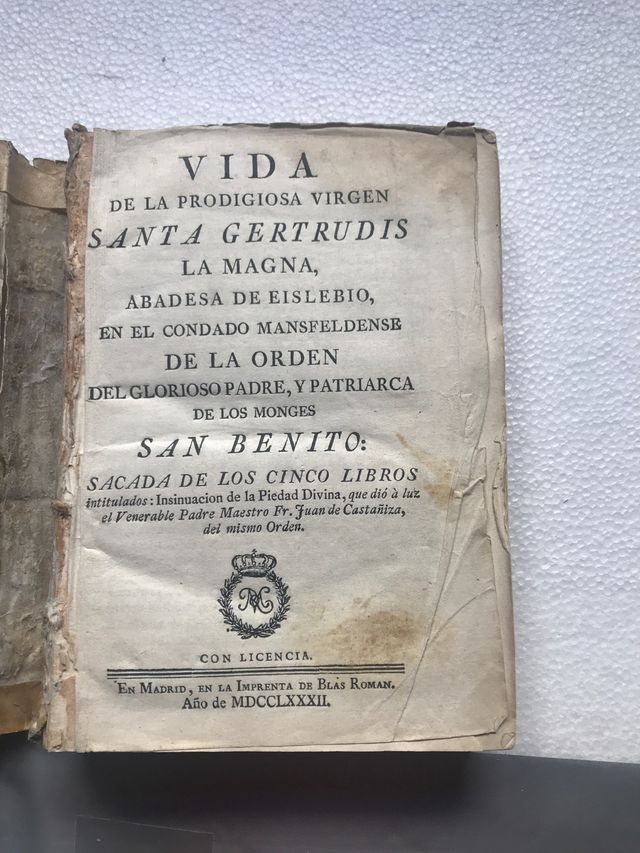 VIDA
DE LA PRODIGIOSA VIRGEN
SANTA GERTRUDIS
LA MAGNA,
ABADESA DE EISLEBIO,
EN EL CONDADO MANSFELDENSE
DE LA ORDEN
DEL GLORIOSO PADRE, Y PATRIARCA
DE LOS MONGES
SAN BENITO:
SACADA DE LOS CINCO LIBROS
intitulados: Insinuacion de la Piedad Divina, que dió à luz
el Venerable Padre Maestro Fr. Juan de Castañiza,
del mismo Orden.
CON LICENCIA.
EN MADRID, EN LA IMPRENTA DE BLAS ROMAN.
Año de MDCCLXXXII.